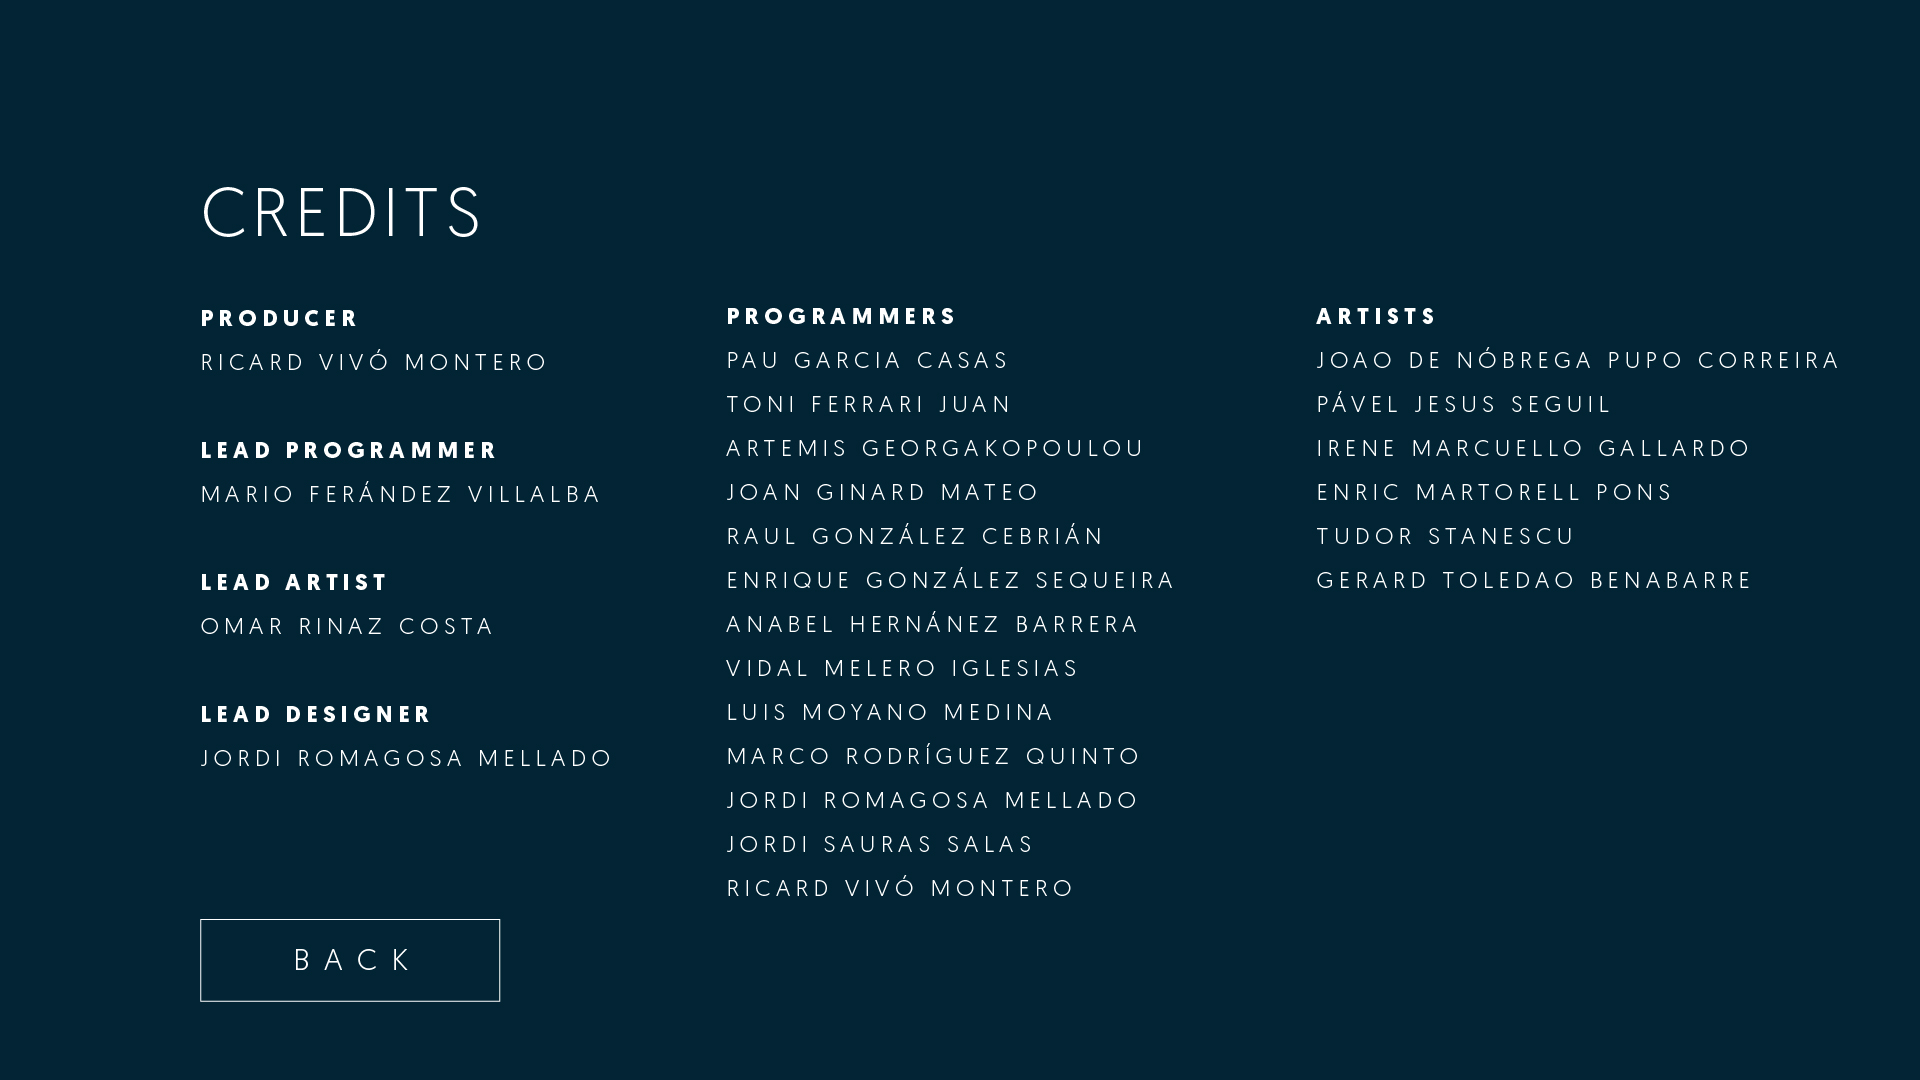 CREDITS
PRODUCER
RICARD VIVÓ MONTERO
LEAD PROGRAMMER
MARIO FERÁNDEZ VILLALBA
LEAD ARTIST
OMAR RINAZ COSTA
LEAD DESIGNER
JORDI ROMAGOSA MELLADO
PROGRAMMERS
PAU GARCIA CASAS
TONI FERRARI JUAN
ARTEMIS GEORGAKOPOULOU
JOAN GINARD MATEO
RAUL GONZÁLEZ CEBRIÁN
ENRIQUE GONZÁLEZ SEQUEIRA
ANABEL HERNÁNEZ BARRERA
VIDAL MELERO IGLESIAS
LUIS MOYANO MEDINA
MARCO RODRÍGUEZ QUINTO
JORDI ROMAGOSA MELLADO
JORDI SAURAS SALAS
RICARD VIVÓ MONTERO
ARTISTS
JOAO DE NÓBREGA PUPO CORREIRA
PÁVEL JESUS SEGUIL
IRENE MARCUELLO GALLARDO
ENRIC MARTORELL PONS
TUDOR STANESCU
GERARD TOLEDAO BENABARRE
BACK